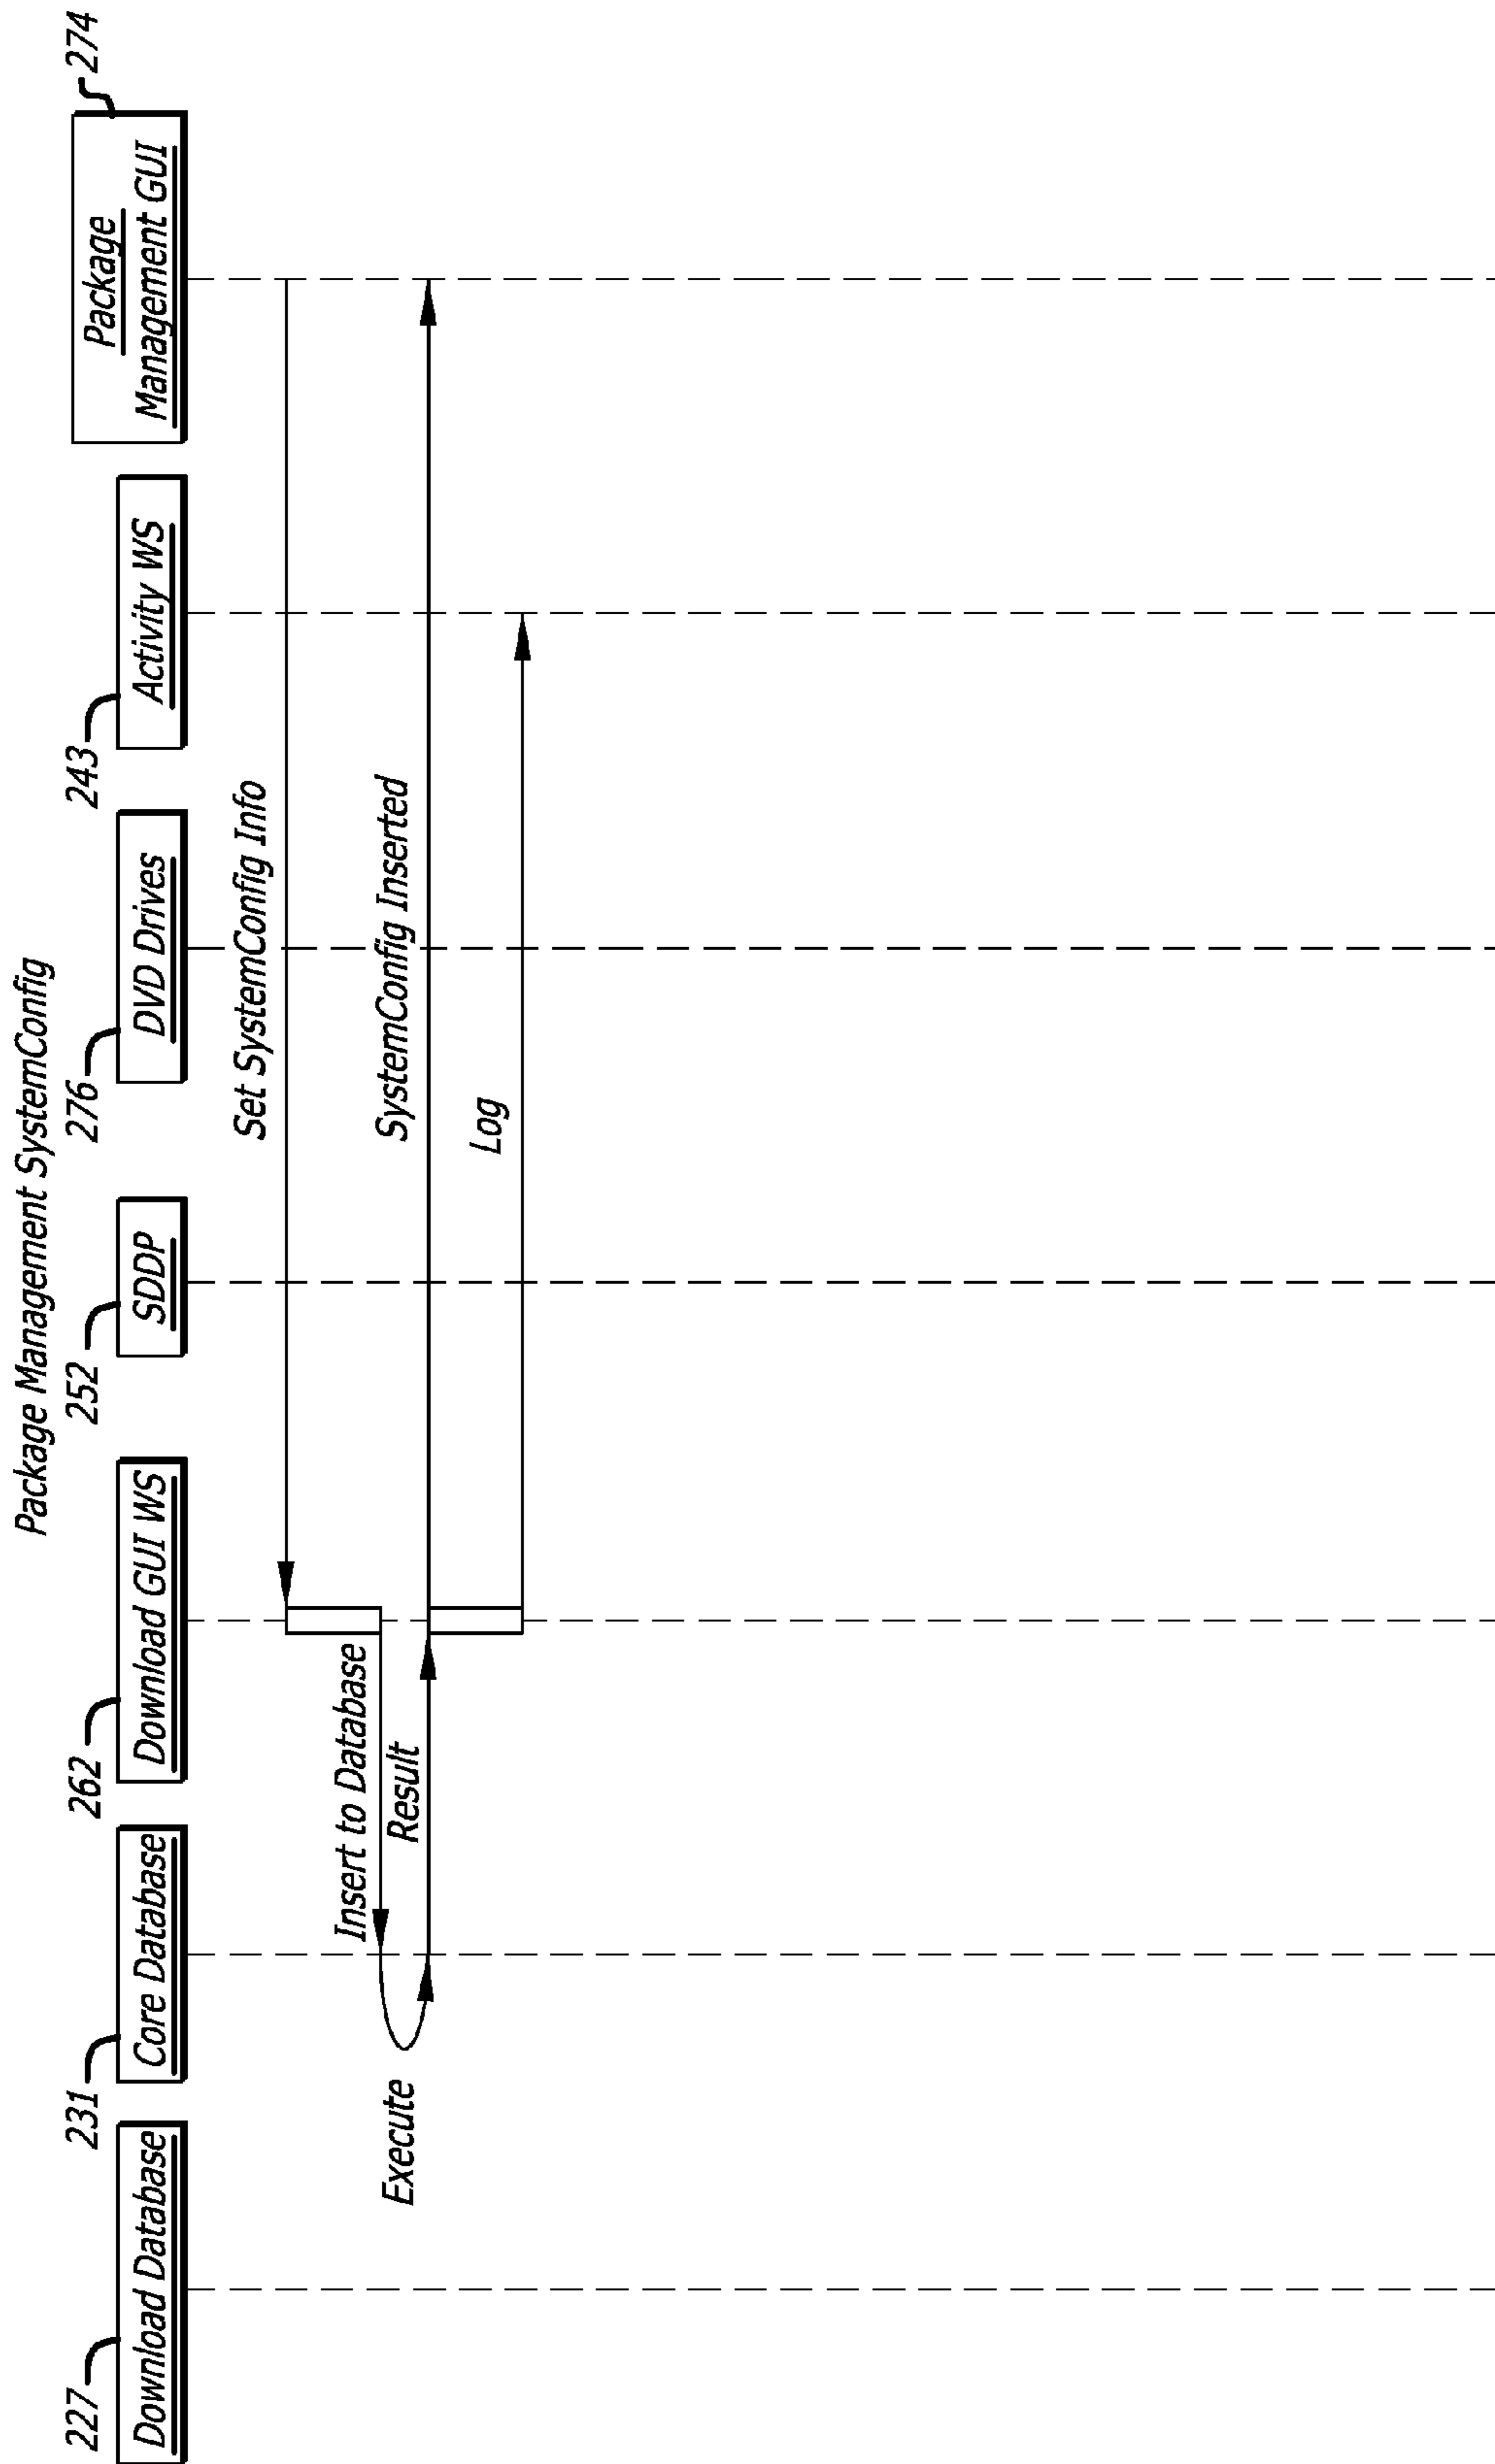 Package Management SystemConfig
227
231
262
252
276
243
274
Download Database
Core Database
Download GUI WS
SDDP
DVD Drives
Activity WS
Package
Management GUI
Set SystemConfig Info
Insert to Database
Execute
Result
SystemConfig Inserted
Log